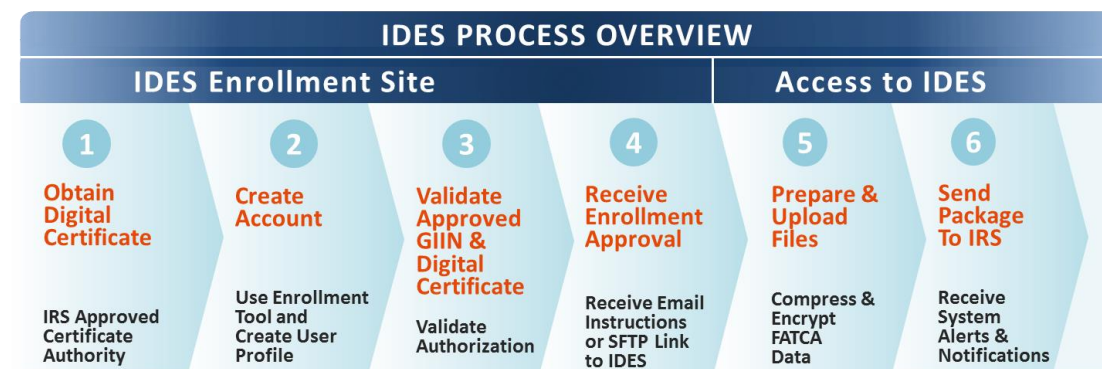 IDES PROCESS OVERVIEW
IDES Enrollment Site
Access to IDES
1
Obtain
Digital
Certificate
IRS Approved
Certificate
Authority
2
Create
Account
Use Enrollment
Tool and
Create User
Profile
3
Validate
Approved
GIIN &
Digital
Certificate
Validate
Authorization
4
Receive
Enrollment
Approval
Receive Email
Instructions
or SFTP Link
to IDES
5
Prepare &
Upload
Files
Compress &
Encrypt
FATCA
Data
6
Send
Package
To IRS
Receive
System
Alerts &
Notifications